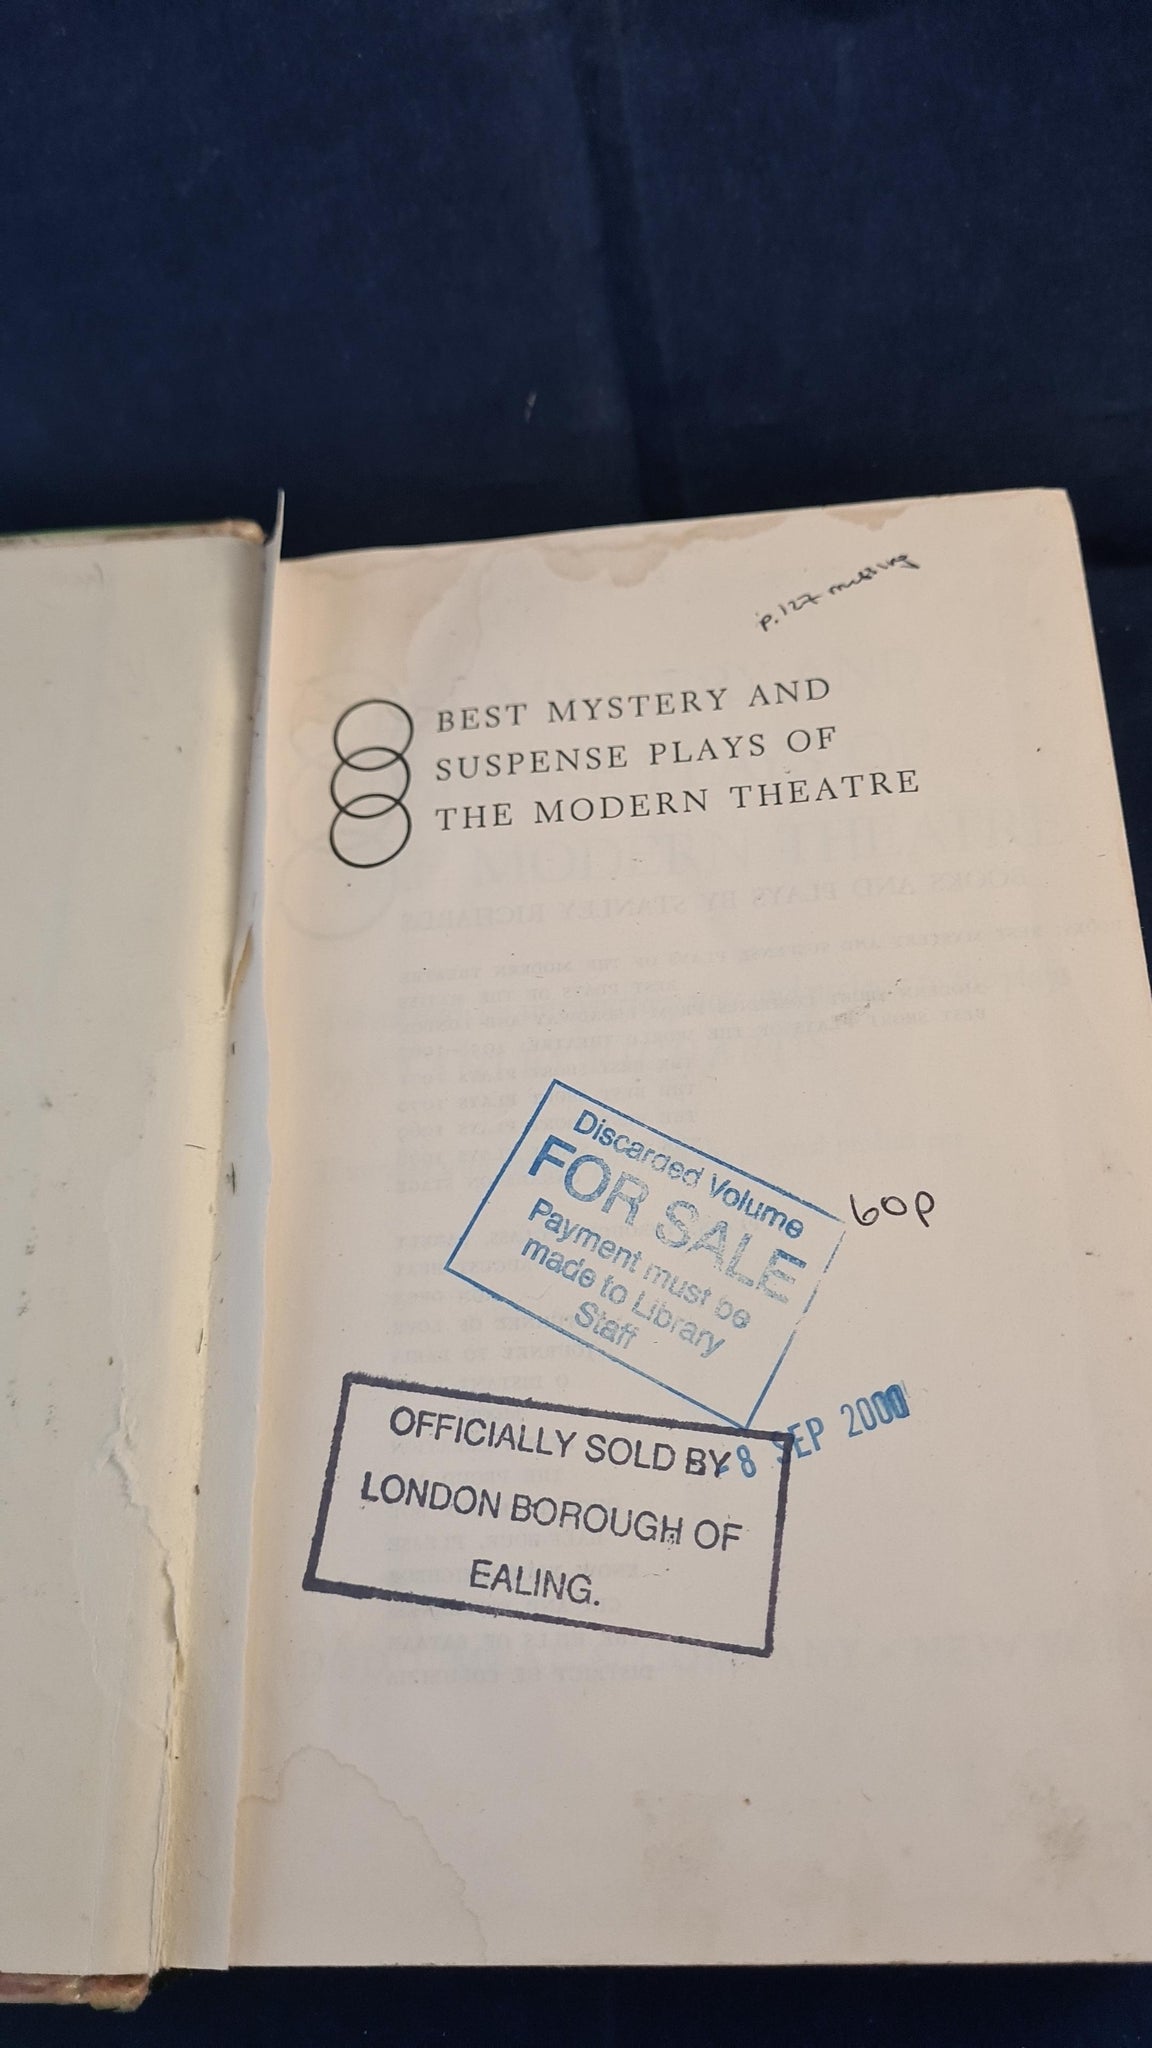 p.127 missing
BEST MYSTERY AND
SUSPENSE PLAYS OF
THE MODERN THEATRE
Discarded Volume
FOR SALE
Payment must be
made to Library
Staff
60p
-8 SEP 2000
OFFICIALLY SOLD BY
LONDON BOROUGH OF
EALING.